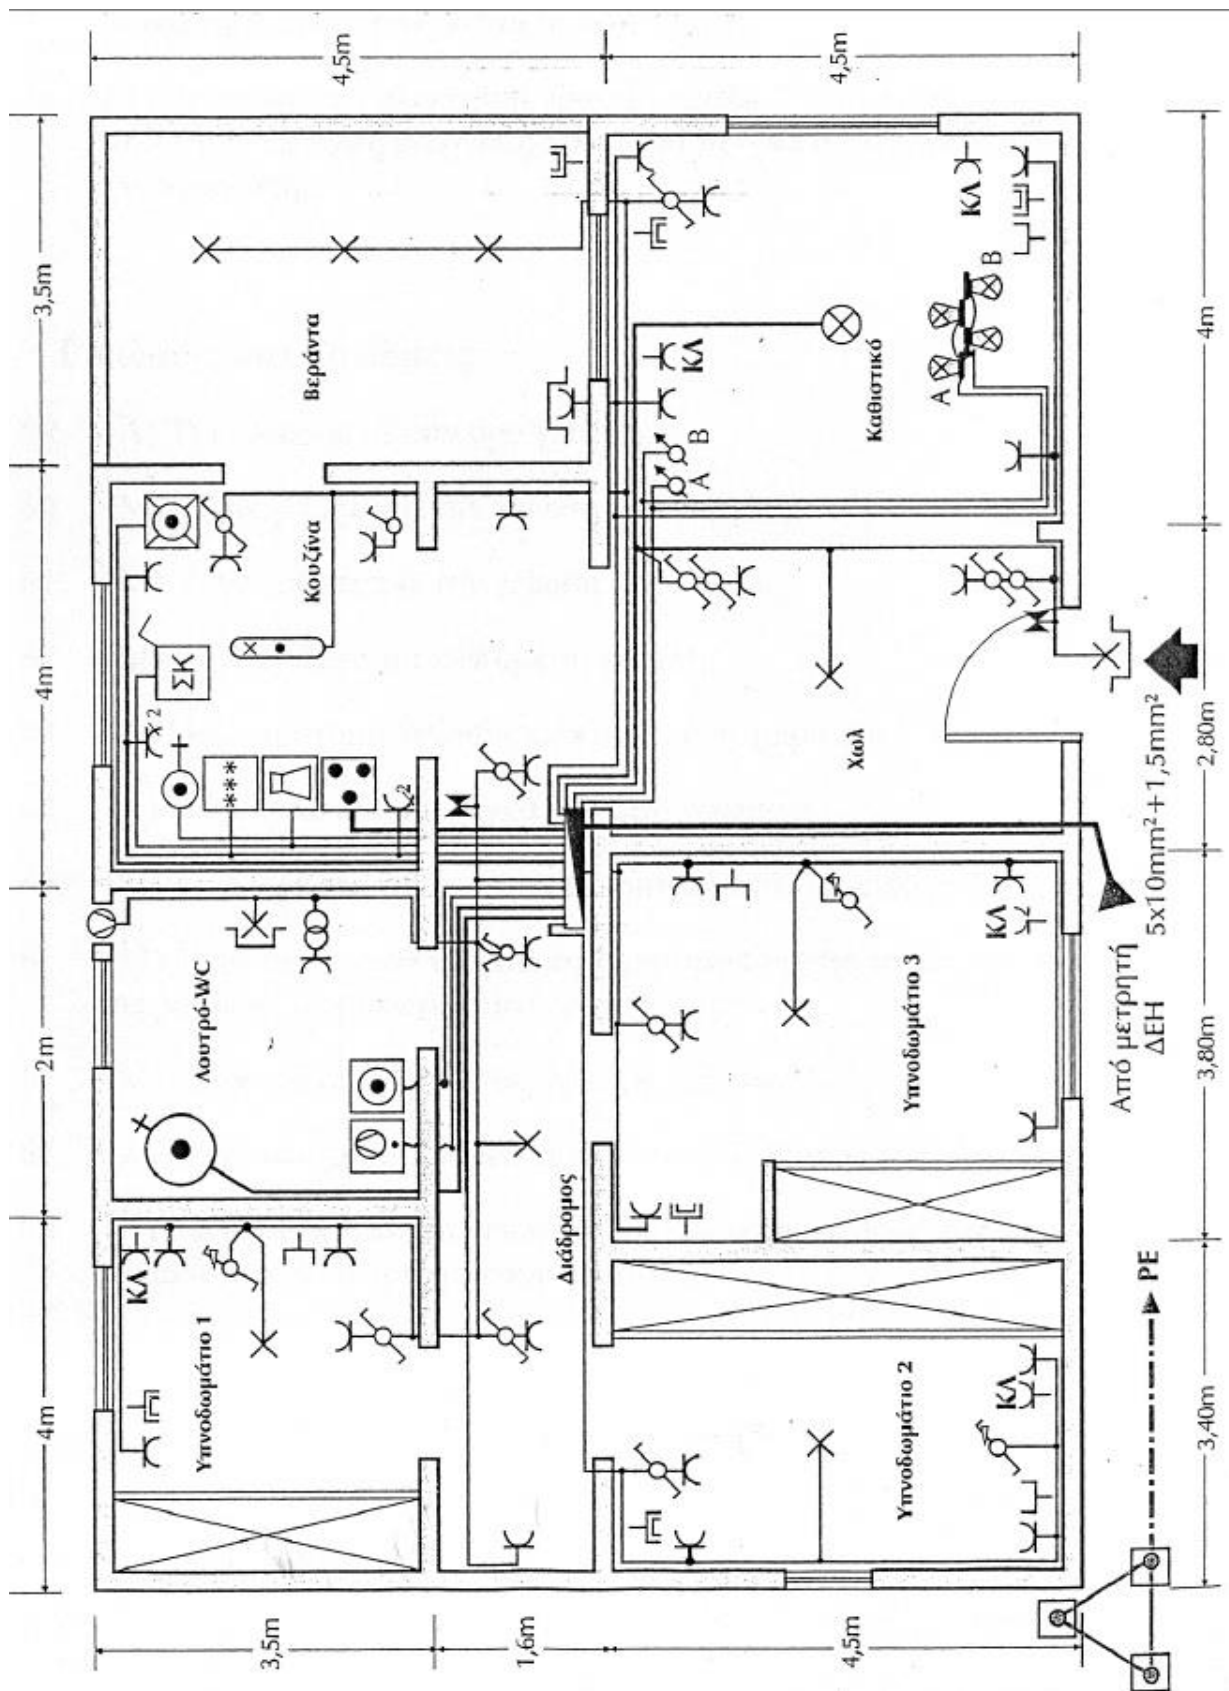 4,5m
4,5m
3,5m
4m
2m
4m
Βεράντα
Κουζίνα
ΣΚ
x2
x2
***
Λουτρό-WC
Υπνοδωμάτιο 1
ΚΛ
Διάδρομος
Καθιστικό
ΚΛ
ΚΛ
A
B
A
B
Χωλ
Υπνοδωμάτιο 3
ΚΛ
Υπνοδωμάτιο 2
ΚΛ
4m
2,80m
3,80m
3,40m
5x10mm²+1,5mm²
Από μετρητή
ΔΕΗ
PE
3,5m
1,6m
4,5m